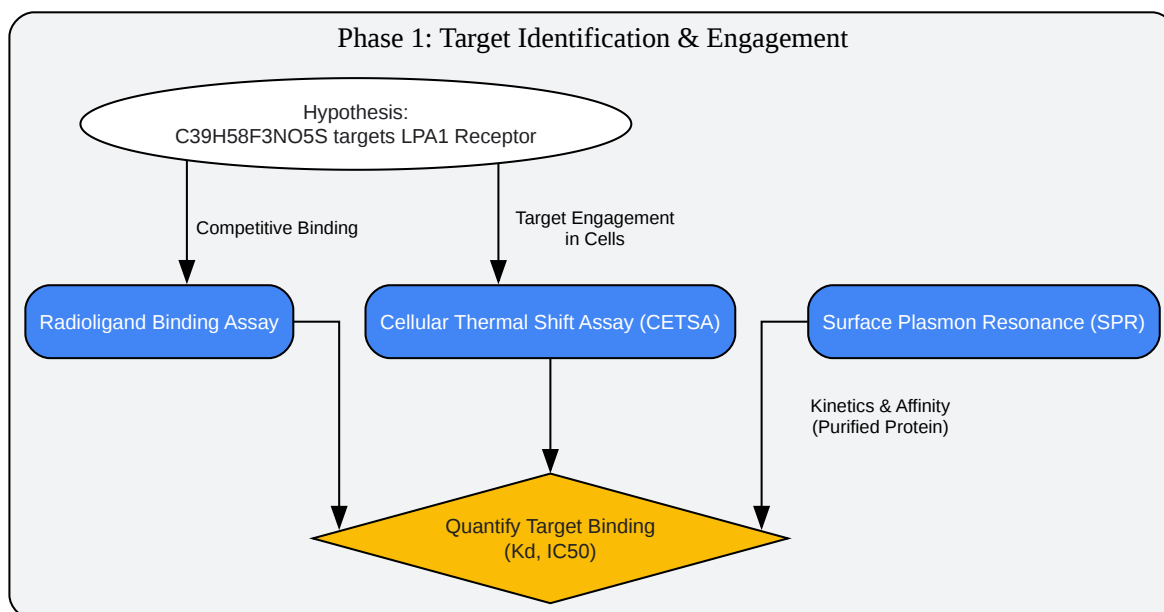 Phase 1: Target Identification & Engagement
Hypothesis:
C39H58F3NO5S targets LPA1 Receptor
Competitive Binding
Target Engagement
in Cells
Radioligand Binding Assay
Cellular Thermal Shift Assay (CETSA)
Surface Plasmon Resonance (SPR)
Kinetics & Affinity
(Purified Protein)
Quantify Target Binding
(Kd, IC50)